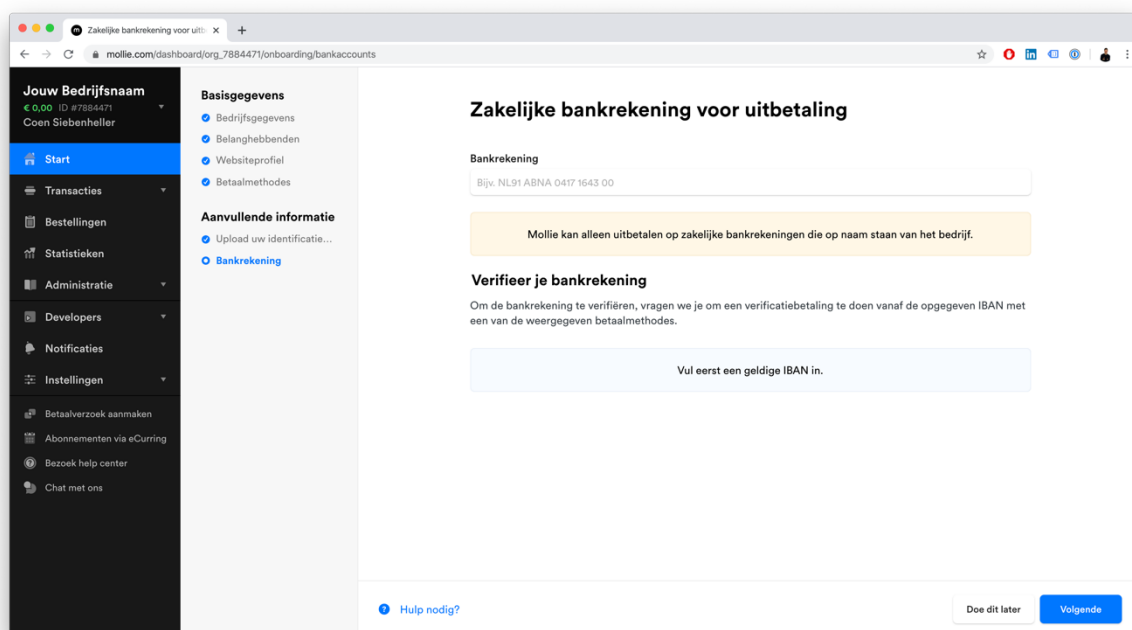 Zakelijke bankrekening voor uitb
mollie.com/dashboard/org_7884471/onboarding/bankaccounts
Jouw Bedrijfsnaam
€ 0,00 ID #7884471
Coen Siebenheller
Start
Transacties
Bestellingen
Statistieken
Administratie
Developers
Notificaties
Instellingen
Betaalverzoek aanmaken
Abonnementen via eCurring
Bezoek help center
Chat met ons
Basisgegevens
Bedrijfsgegevens
Belanghebbenden
Websiteprofiel
Betaalmethodes
Aanvullende informatie
Upload uw identificatie...
Bankrekening
Zakelijke bankrekening voor uitbetaling
Bankrekening
Bijv. NL91 ABNA 0417 1643 00
Mollie kan alleen uitbetalen op zakelijke bankrekeningen die op naam staan van het bedrijf.
Verifieer je bankrekening
Om de bankrekening te verifiëren, vragen we je om een verificatiebetaling te doen vanaf de opgegeven IBAN met
een van de weergegeven betaalmethodes.
Vul eerst een geldige IBAN in.
Hulp nodig?
Doe dit later
Volgende